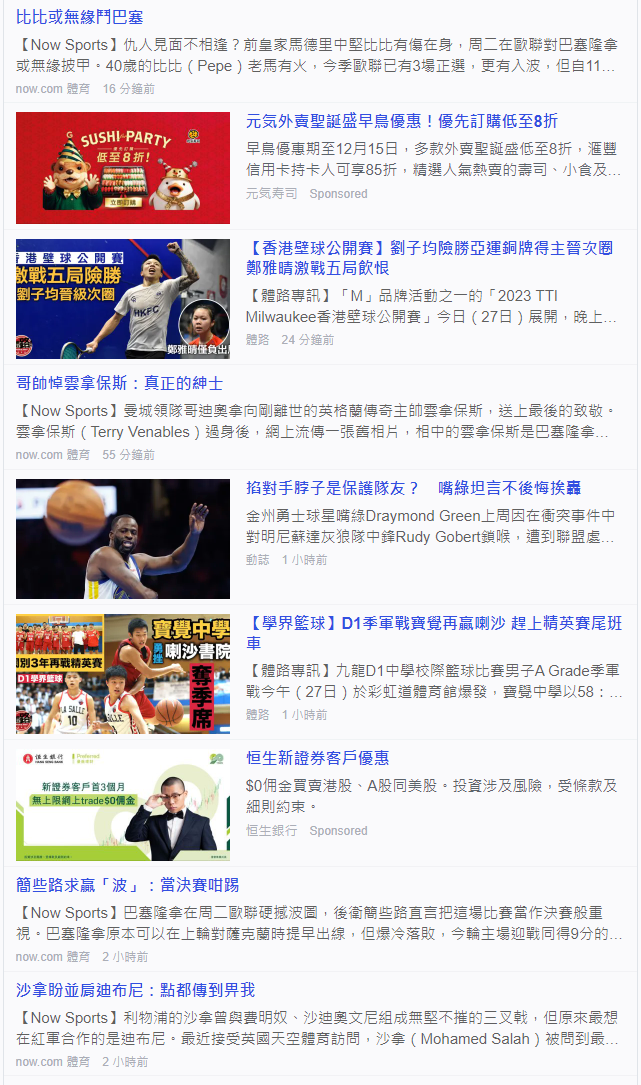 比比或無緣鬥巴塞
【Now Sports】仇人見面不相逢？前皇家馬德里中堅比比有傷在身，周二在歐聯對巴塞隆拿
或無緣披甲。40歲的比比（Pepe）老馬有火，今季歐聯已有3場正選，更有入波，但自11...
now.com 體育 16 分鐘前
SUSHI PARTY
優先訂購
低至8折!
立即訂購
元気外賣聖誕盛早鳥優惠！優先訂購低至8折
早鳥優惠期至12月15日，多款外賣聖誕盛低至8折，滙豐
信用卡持卡人可享85折，精選人氣熱賣的壽司、小食及...
元気寿司 Sponsored
香港壁球公開賽
激戰五局險勝
劉子均晉級次圈
HKFC
鄭雅晴僅負出局
【香港壁球公開賽】劉子均險勝亞運銅牌得主晉次圈
鄭雅晴激戰五局飲恨
【體路專訊】「M」品牌活動之一的「2023 TTI
Milwaukee香港壁球公開賽」今日（27日）展開，晚上...
體路 24 分鐘前
哥帥悼雲拿保斯：真正的紳士
【Now Sports】曼城領隊哥迪奧拿向剛離世的英格蘭傳奇主帥雲拿保斯，送上最後的致敬。
雲拿保斯（Terry Venables）過身後，網上流傳一張舊相片，相中的雲拿保斯是巴塞隆拿...
now.com 體育 55 分鐘前
掐對手脖子是保護隊友？　嘴綠坦言不後悔挨轟
金州勇士球星嘴綠Draymond Green上周因在衝突事件中
對明尼蘇達灰狼隊中鋒Rudy Gobert鎖喉，遭到聯盟處...
動誌 1 小時前
寶覺中學
勇挫
喇沙書院
奪季席
別3年再戰精英賽
D1學界籃球
LA SALLE
10
LA SALLE
【學界籃球】D1季軍戰寶覺再贏喇沙 趕上精英賽尾班
車
【體路專訊】九龍D1中學校際籃球比賽男子A Grade季軍
戰今午（27日）於彩虹道體育館爆發，寶覺中學以58：...
體路 1 小時前
恒生銀行
HANG SENG BANK
Preferred
新證券客戶首3個月
無上限網上trade$0佣金
恒生新證券客戶優惠
$0佣金買賣港股、A股同美股。投資涉及風險，受條款及
細則約束。
恒生銀行 Sponsored
簡些路求贏「波」：當決賽咁踢
【Now Sports】巴塞隆拿在周二歐聯硬撼波圖，後衛簡些路直言把這場比賽當作決賽般重
視。巴塞隆拿原本可以在上輪對薩克蘭時提早出線，但爆冷落敗，今輪主場迎戰同得9分的...
now.com 體育 2 小時前
沙拿盼並肩迪布尼：點都傳到畀我
【Now Sports】利物浦的沙拿曾與費明奴、沙迪奧文尼組成無堅不摧的三叉戟，但原來最想
在紅軍合作的是迪布尼。最近接受英國天空體育訪問，沙拿（Mohamed Salah）被問到最...
now.com 體育 2 小時前